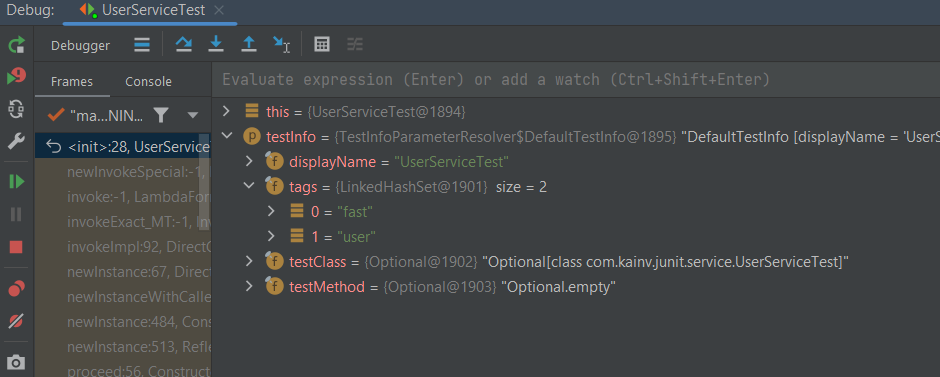 Debug: UserServiceTest
Debugger
Frames Console
Evaluate expression (Enter) or add a watch (Ctrl+Shift+Enter)
"ma...NIN...
<init>:28, UserService
newInvokeSpecial:-1,
invoke:-1, LambdaFor
invokeExact_MT:-1, Inv
invokeImpl:92, DirectC
newInstance:67, Direc
newInstanceWithCalle
newInstance:484, Cons
newInstance:513, Refle
proceed:56, Construct
this = {UserServiceTest@1894}
testInfo = {TestInfoParameterResolver$DefaultTestInfo@1895} "DefaultTestInfo [displayName = 'UserS
displayName = "UserServiceTest"
tags = {LinkedHashSet@1901} size = 2
0 = "fast"
1 = "user"
testClass = {Optional@1902} "Optional[class com.kainv.junit.service.UserServiceTest]"
testMethod = {Optional@1903} "Optional.empty"